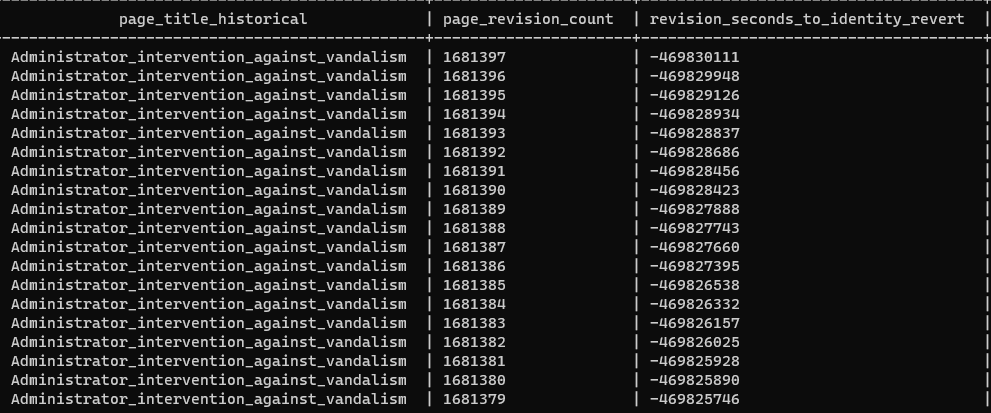 page_title_historical | page_revision_count | revision_seconds_to_identity_revert |
Administrator_intervention_against_vandalism | 1681397 | -469830111 |
Administrator_intervention_against_vandalism | 1681396 | -469829948 |
Administrator_intervention_against_vandalism | 1681395 | -469829126 |
Administrator_intervention_against_vandalism | 1681394 | -469828934 |
Administrator_intervention_against_vandalism | 1681393 | -469828837 |
Administrator_intervention_against_vandalism | 1681392 | -469828686 |
Administrator_intervention_against_vandalism | 1681391 | -469828456 |
Administrator_intervention_against_vandalism | 1681390 | -469828423 |
Administrator_intervention_against_vandalism | 1681389 | -469827888 |
Administrator_intervention_against_vandalism | 1681388 | -469827743 |
Administrator_intervention_against_vandalism | 1681387 | -469827660 |
Administrator_intervention_against_vandalism | 1681386 | -469827395 |
Administrator_intervention_against_vandalism | 1681385 | -469826538 |
Administrator_intervention_against_vandalism | 1681384 | -469826332 |
Administrator_intervention_against_vandalism | 1681383 | -469826157 |
Administrator_intervention_against_vandalism | 1681382 | -469826025 |
Administrator_intervention_against_vandalism | 1681381 | -469825928 |
Administrator_intervention_against_vandalism | 1681380 | -469825890 |
Administrator_intervention_against_vandalism | 1681379 | -469825746 |